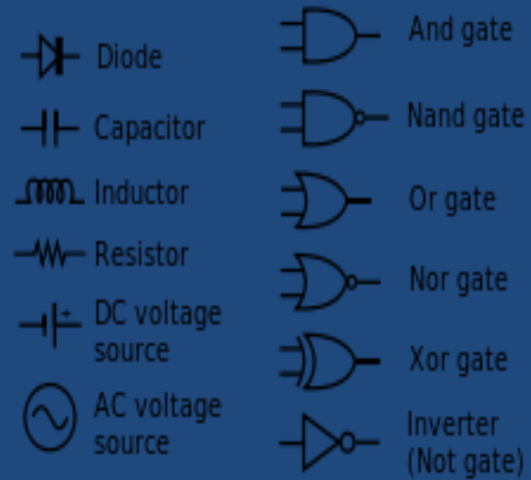 Diode
Capacitor
Inductor
Resistor
+
DC voltage
source
AC voltage
source
And gate
Nand gate
Or gate
Nor gate
Xor gate
Inverter
(Not gate)